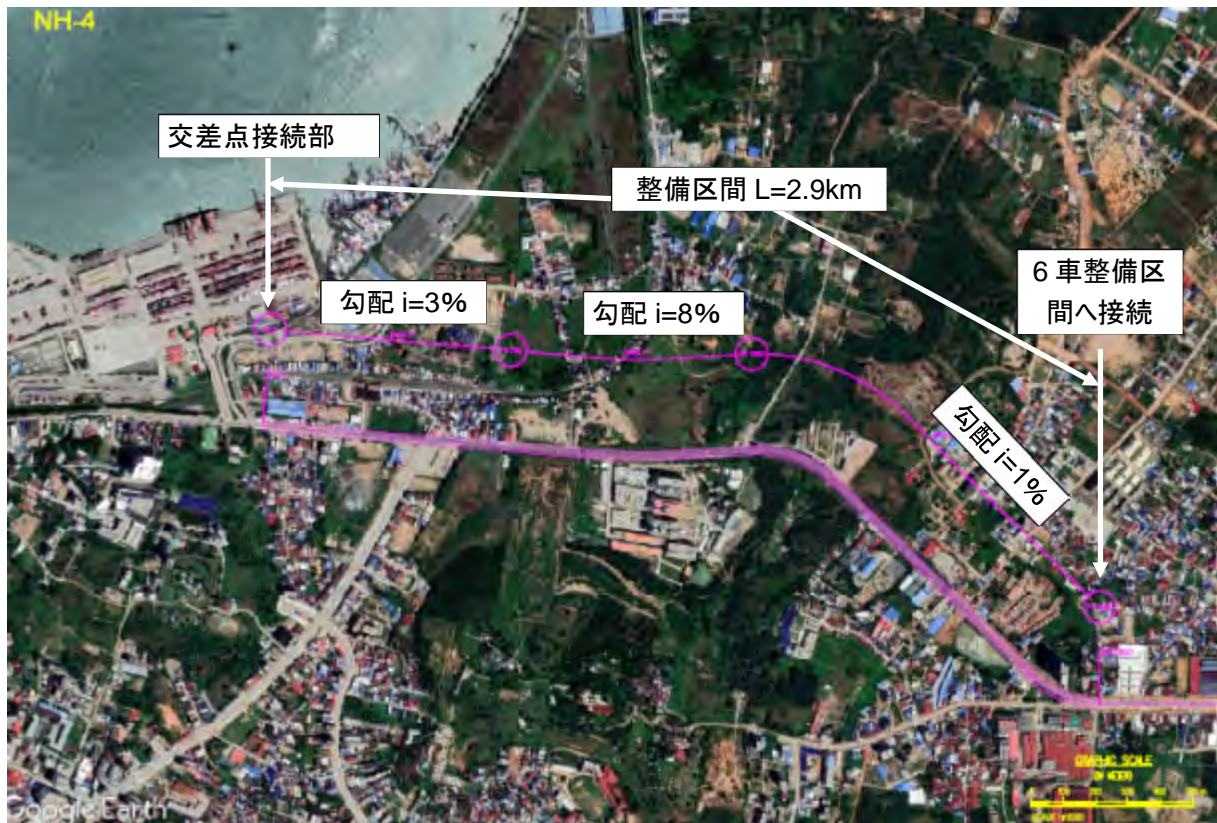 NH-4
交差点接続部
整備区間 L=2.9km
6 車整備区
間へ接続
勾配 i=3%
勾配 i=8%
勾配 i=1%
GRAPHIC SCALE
Google Earth